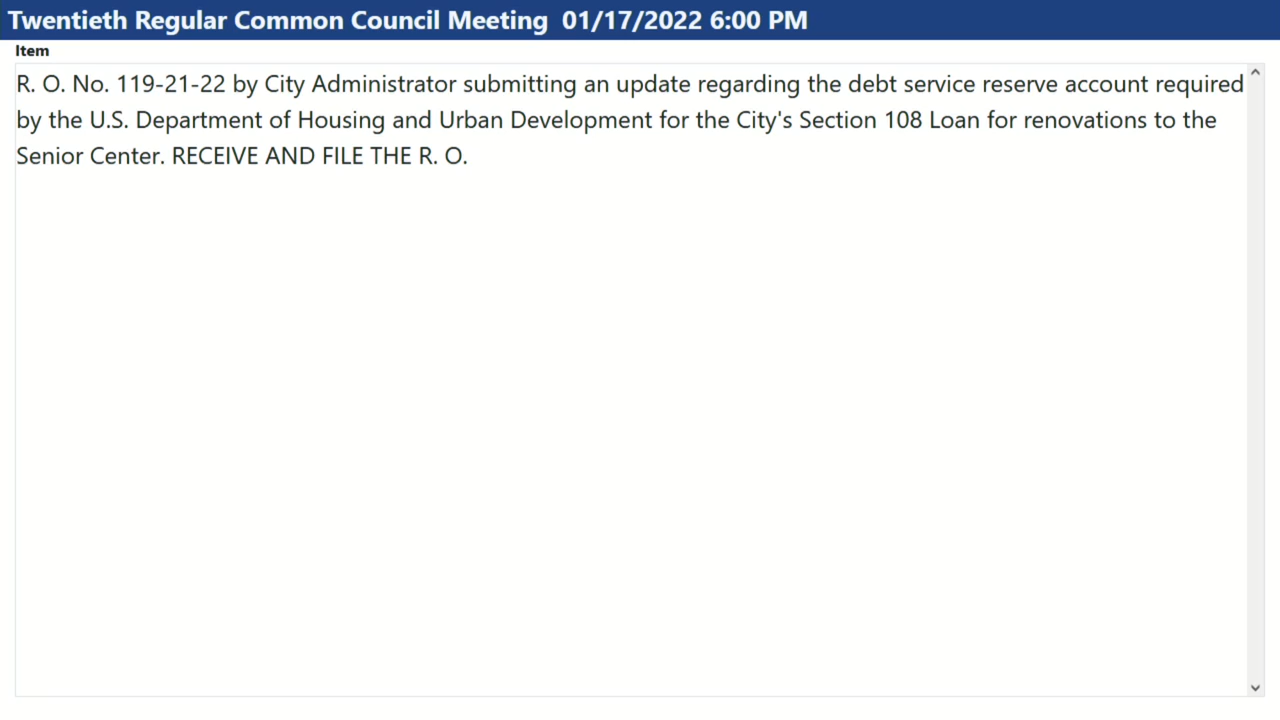 Twentieth Regular Common Council Meeting 01/17/2022 6:00 PM
Item
R. O. No. 119-21-22 by City Administrator submitting an update regarding the debt service reserve account required
by the U.S. Department of Housing and Urban Development for the City's Section 108 Loan for renovations to the
Senior Center. RECEIVE AND FILE THE R. O.